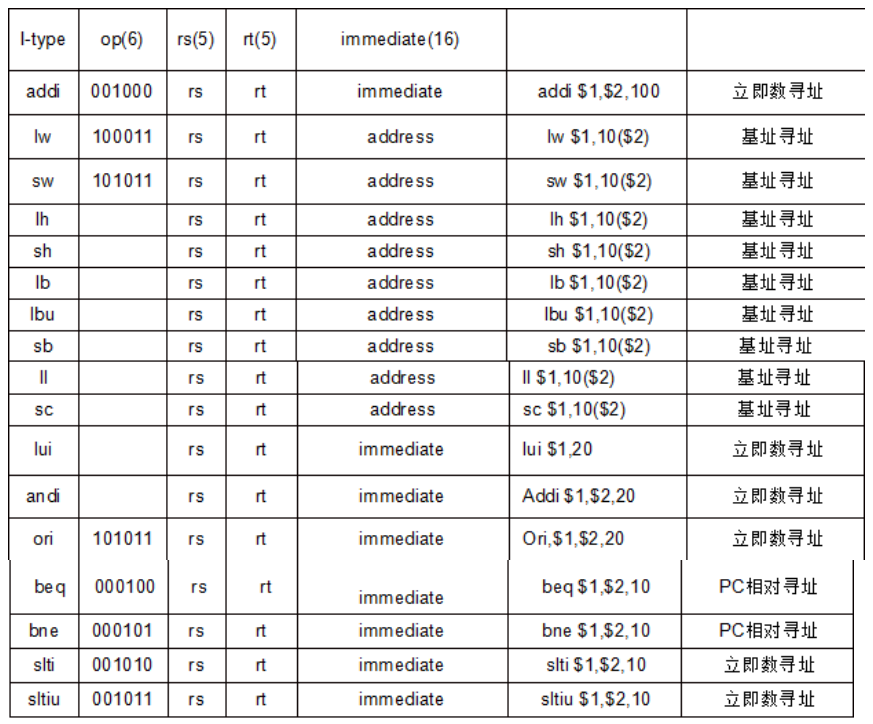 I-type op(6) rs(5) rt(5) immediate(16)
addi 001000 rs rt immediate addi $1,$2,100 立即数寻址
lw 100011 rs rt address lw $1,10($2) 基址寻址
sw 101011 rs rt address sw $1,10($2) 基址寻址
lh rs rt address lh $1,10($2) 基址寻址
sh rs rt address sh $1,10($2) 基址寻址
lb rs rt address lb $1,10($2) 基址寻址
lbu rs rt address lbu $1,10($2) 基址寻址
sb rs rt address sb $1,10($2) 基址寻址
ll rs rt address ll $1,10($2) 基址寻址
sc rs rt address sc $1,10($2) 基址寻址
lui rs rt immediate lui $1,20 立即数寻址
andi rs rt immediate Addi $1,$2,20 立即数寻址
ori 101011 rs rt immediate Ori,$1,$2,20 立即数寻址
beq 000100 rs rt immediate beq $1,$2,10 PC相对寻址
bne 000101 rs rt immediate bne $1,$2,10 PC相对寻址
slti 001010 rs rt immediate slti $1,$2,10 立即数寻址
sltiu 001011 rs rt immediate sltiu $1,$2,10 立即数寻址